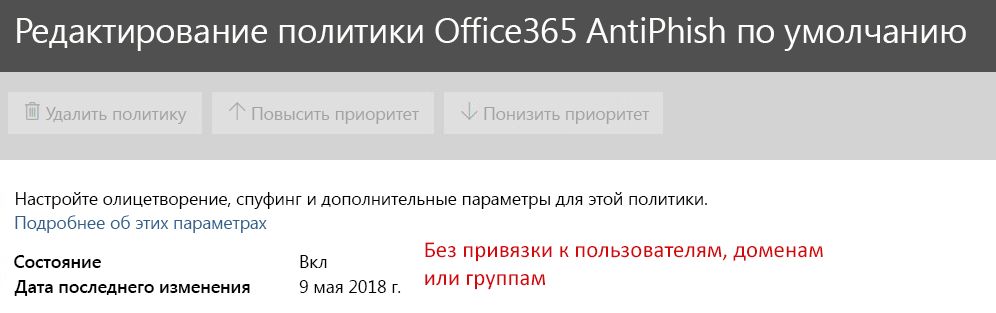 Редактирование политики Office365 AntiPhish по умолчанию
Удалить политику
Повысить приоритет
Понизить приоритет
Настройте олицетворение, спуфинг и дополнительные параметры для этой политики.
Подробнее об этих параметрах
Состояние Вкл
Дата последнего изменения 9 мая 2018 г.
Без привязки к пользователям, доменам
или группам